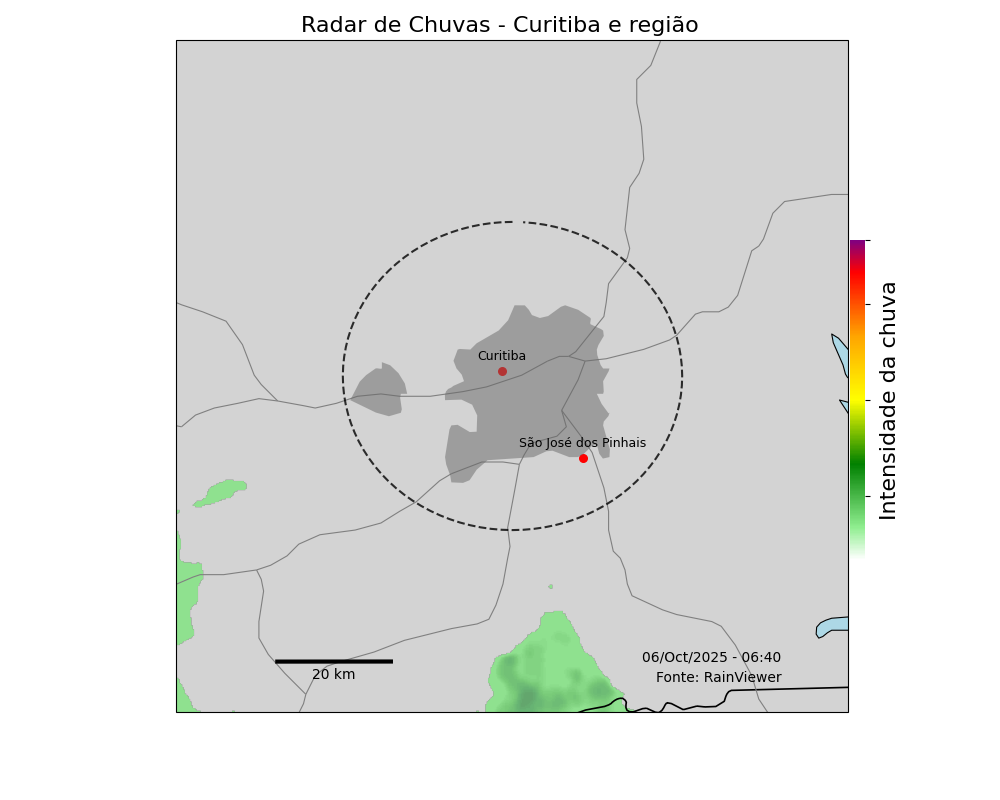 Radar de Chuvas - Curitiba e região
Curitiba
São José dos Pinhais
Intensidade da chuva
06/Oct/2025 - 06:40
Fonte: RainViewer
20 km